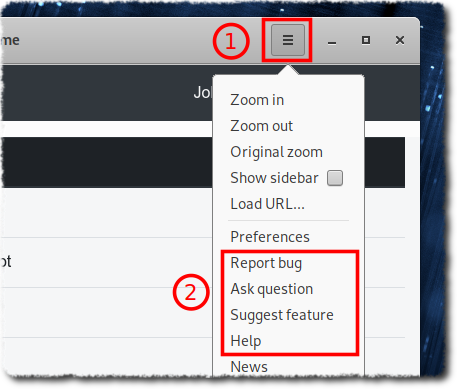 me
1
Jo
Zoom in
Zoom out
Original zoom
Show sidebar
Load URL...
Preferences
ot
Report bug
Ask question
2
Suggest feature
Help
News